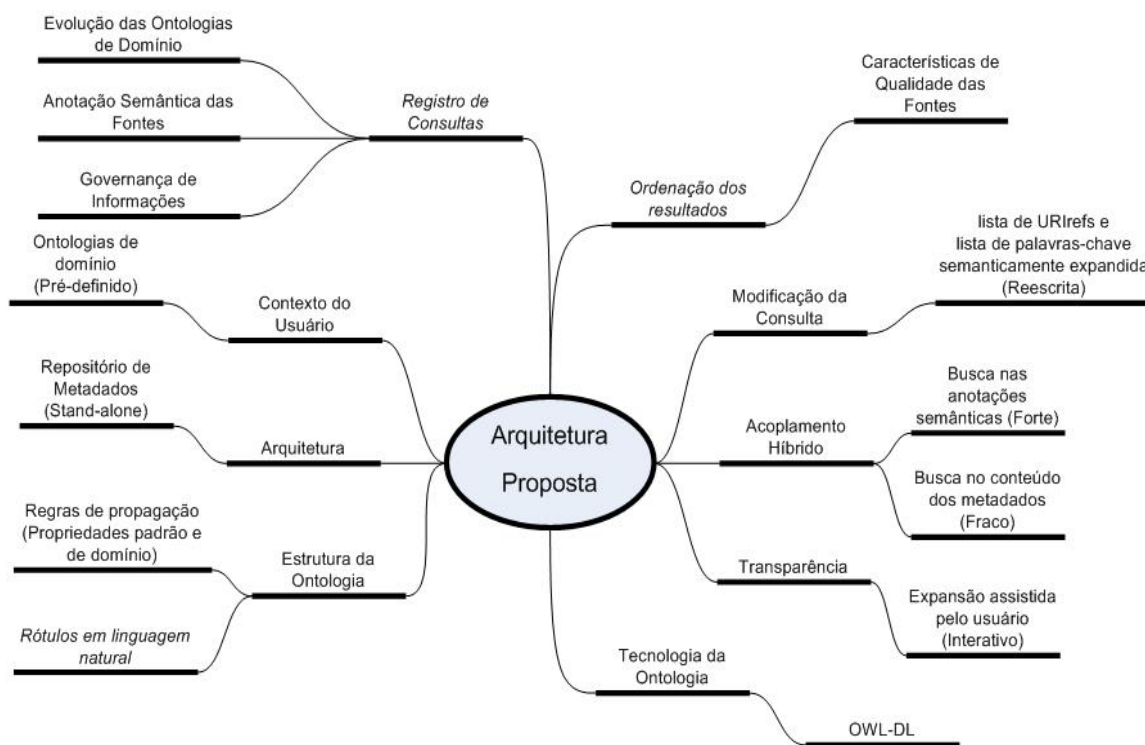 Evolução das Ontologias
de Domínio
Anotação Semântica das
Fontes
Governança de
Informações
Registro de
Consultas
Ontologias de
domínio
(Pré-definido)
Contexto do
Usuário
Repositório de
Metadados
(Stand-alone)
Arquitetura
Regras de propagação
(Propriedades padrão e
de domínio)
Rótulos em linguagem
natural
Estrutura da
Ontologia
Arquitetura
Proposta
Características de
Qualidade das
Fontes
Ordenação dos
resultados
lista de URIrefs e
lista de palavras-chave
semanticamente expandida
(Reescrita)
Modificação da
Consulta
Busca nas
anotações
semânticas (Forte)
Acoplamento
Híbrido
Busca no conteúdo
dos metadados
(Fraco)
Transparência
Expansão assistida
pelo usuário
(Interativo)
Tecnologia da
Ontologia
OWL-DL